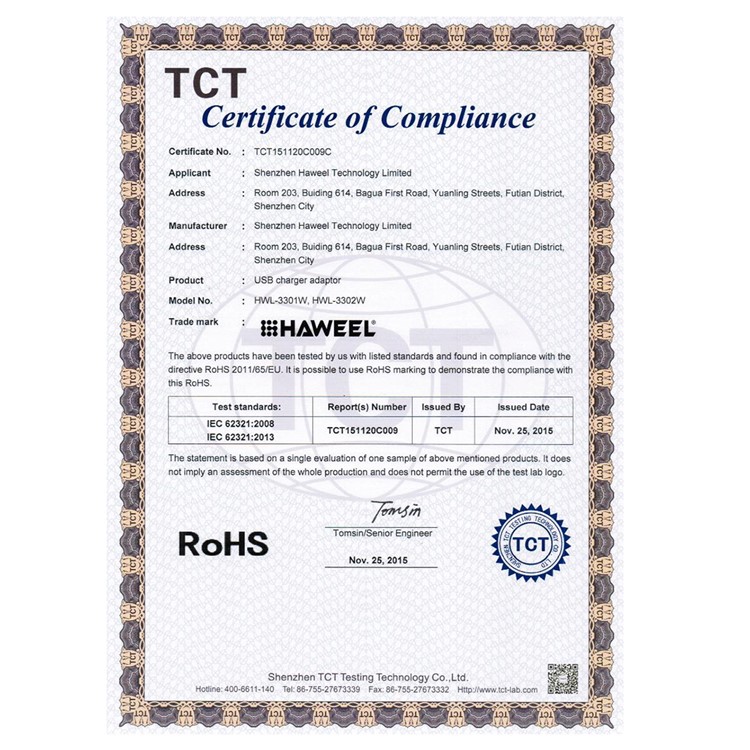 TCT
Certificate of Compliance
Certificate No. : TCT151120C009C
Applicant : Shenzhen Haweel Technology Limited
Address : Room 203, Buiding 614, Bagua First Road, Yuanling Streets, Futian District,
Shenzhen City
Manufacturer : Shenzhen Haweel Technology Limited
Address : Room 203, Buiding 614, Bagua First Road, Yuanling Streets, Futian District,
Shenzhen City
Product : USB charger adaptor
Model No. : HWL-3301W, HWL-3302W
Trade mark : HAWEEL®
The above products have been tested by us with listed standards and found in compliance with the
directive RoHS 2011/65/EU. It is possible to use RoHS marking to demonstrate the compliance with
this RoHS.
Test standards: Report(s) Number Issued By Issued Date
IEC 62321:2008
IEC 62321:2013 TCT151120C009 TCT Nov. 25, 2015
The statement is based on a single evaluation of one sample of above mentioned products. It does
not imply an assessment of the whole production and does not permit the use of the test lab logo.
Tomsin
Tomsin/Senior Engineer
RoHS
Nov. 25, 2015
SHENZHEN TCT TESTING TECHNOLOGY CO., LTD
TCT
Shenzhen TCT Testing Technology Co.,Ltd.
Hotline: 400-6611-140 Tel: 86-755-27673339 Fax: 86-755-27673332 Http://www.tct-lab.com
TCT